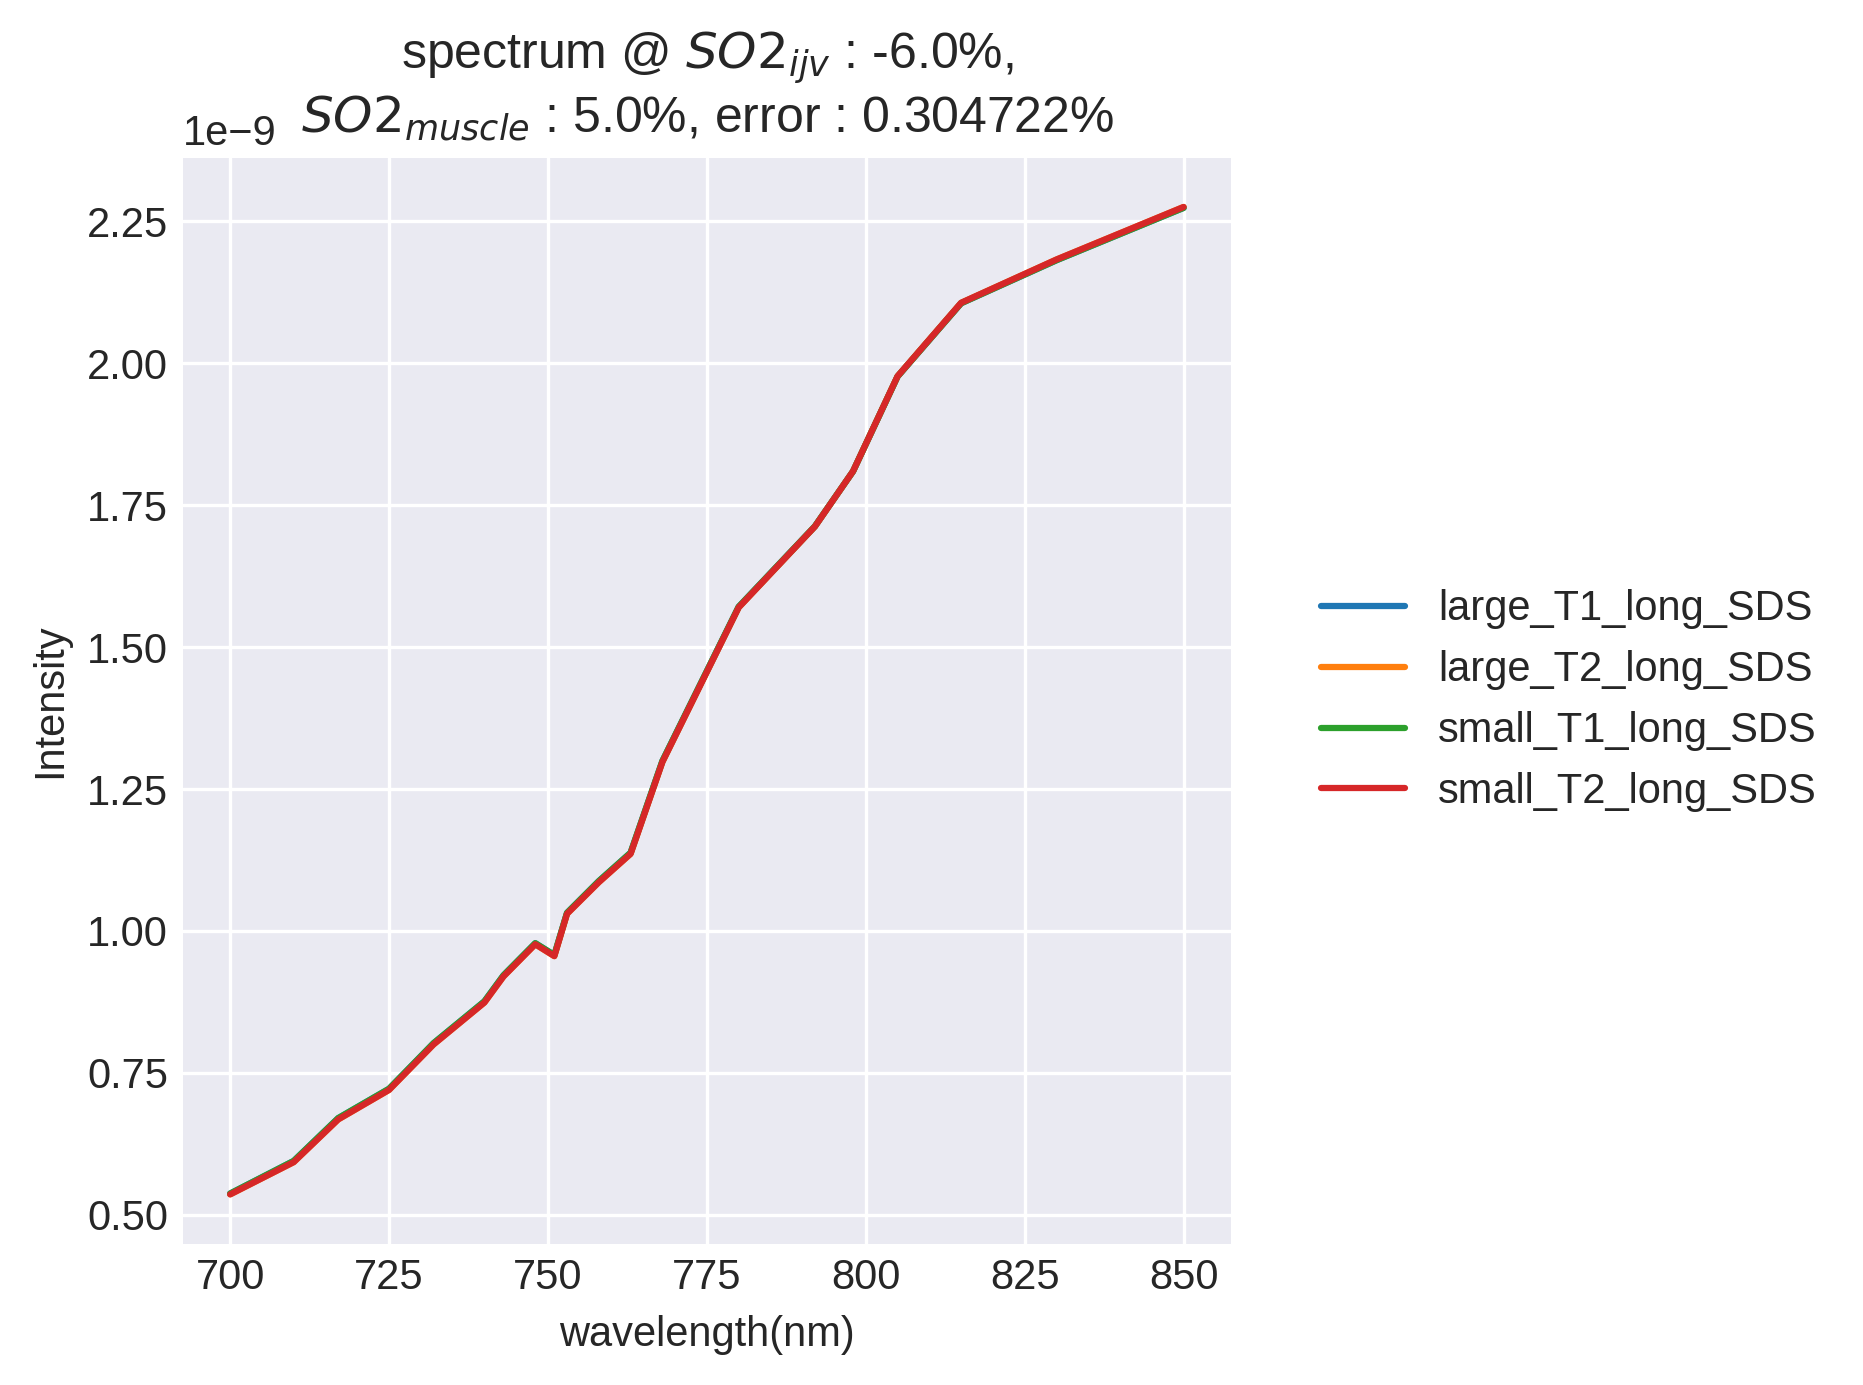 spectrum @ SO2ijv : -6.0%,
SO2muscle : 5.0%, error : 0.304722%
1e−9
2.25
2.00
1.75
1.50
1.25
1.00
0.75
0.50
Intensity
700 725 750 775 800 825 850
wavelength(nm)
large_T1_long_SDS
large_T2_long_SDS
small_T1_long_SDS
small_T2_long_SDS